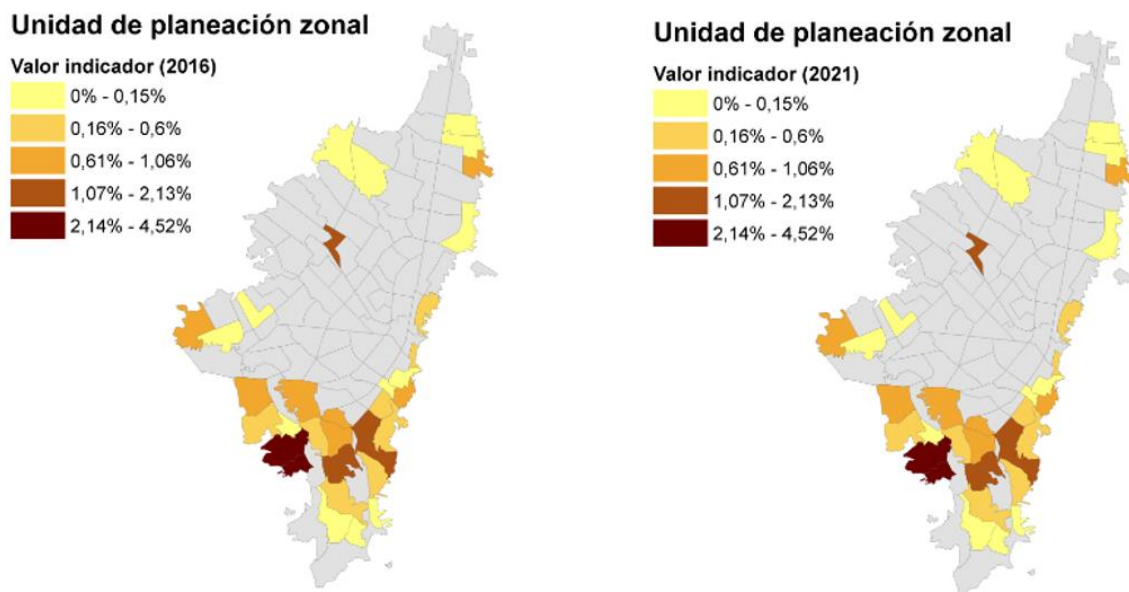 Unidad de planeación zonal
Valor indicador (2016)
0% - 0,15%
0,16% - 0,6%
0,61% - 1,06%
1,07% - 2,13%
2,14% - 4,52%
Unidad de planeación zonal
Valor indicador (2021)
0% - 0,15%
0,16% - 0,6%
0,61% - 1,06%
1,07% - 2,13%
2,14% - 4,52%